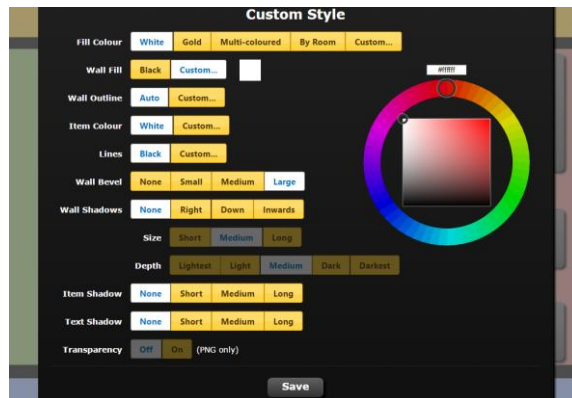 Custom Style
Fill Colour White Gold Multi-coloured By Room Custom...
Wall Fill Black Custom...
#ffffff
Wall Outline Auto Custom...
Item Colour White Custom...
Lines Black Custom...
Wall Bevel None Small Medium Large
Wall Shadows None Right Down Inwards
Size Short Medium Long
Depth Lightest Light Medium Dark Darkest
Item Shadow None Short Medium Long
Text Shadow None Short Medium Long
Transparency Off On (PNG only)
Save